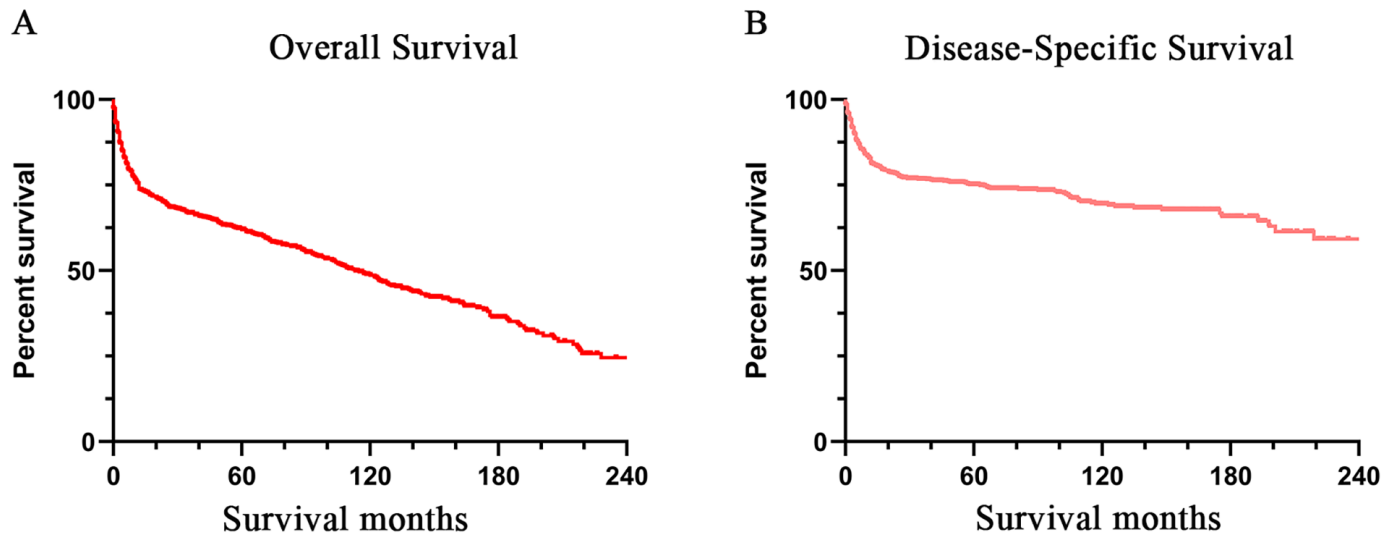 A
Overall Survival
Percent survival
100
50
0
0 60 120 180 240
Survival months
B
Disease-Specific Survival
Percent survival
100
50
0
0 60 120 180 240
Survival months